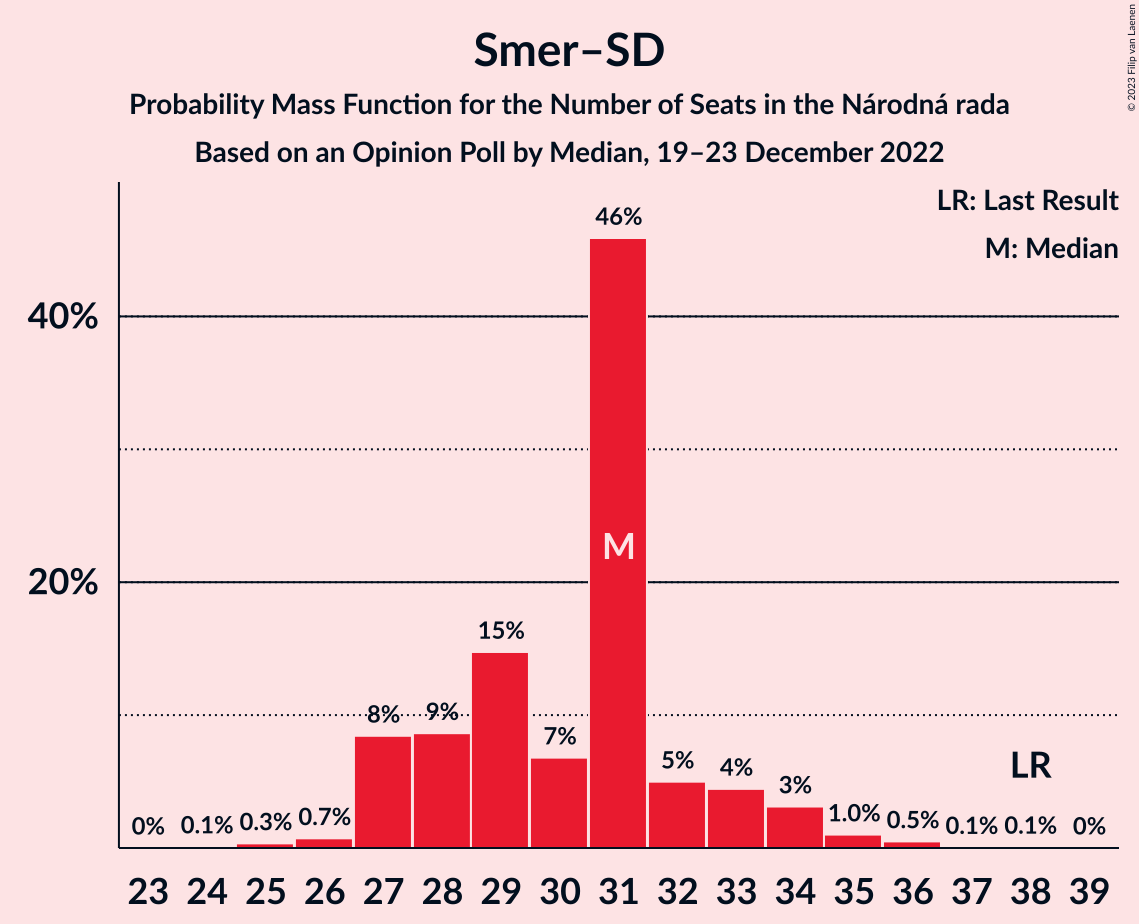 Smer–SD
Probability Mass Function for the Number of Seats in the Národná rada
Based on an Opinion Poll by Median, 19–23 December 2022
© 2023 Filip van Laenen
LR: Last Result
M: Median
46%
40%
M
20%
15%
8% 9%
7%
5% 4% 3%
LR
0% 0.1% 0.3% 0.7% 1.0% 0.5% 0.1% 0.1% 0%
23 24 25 26 27 28 29 30 31 32 33 34 35 36 37 38 39